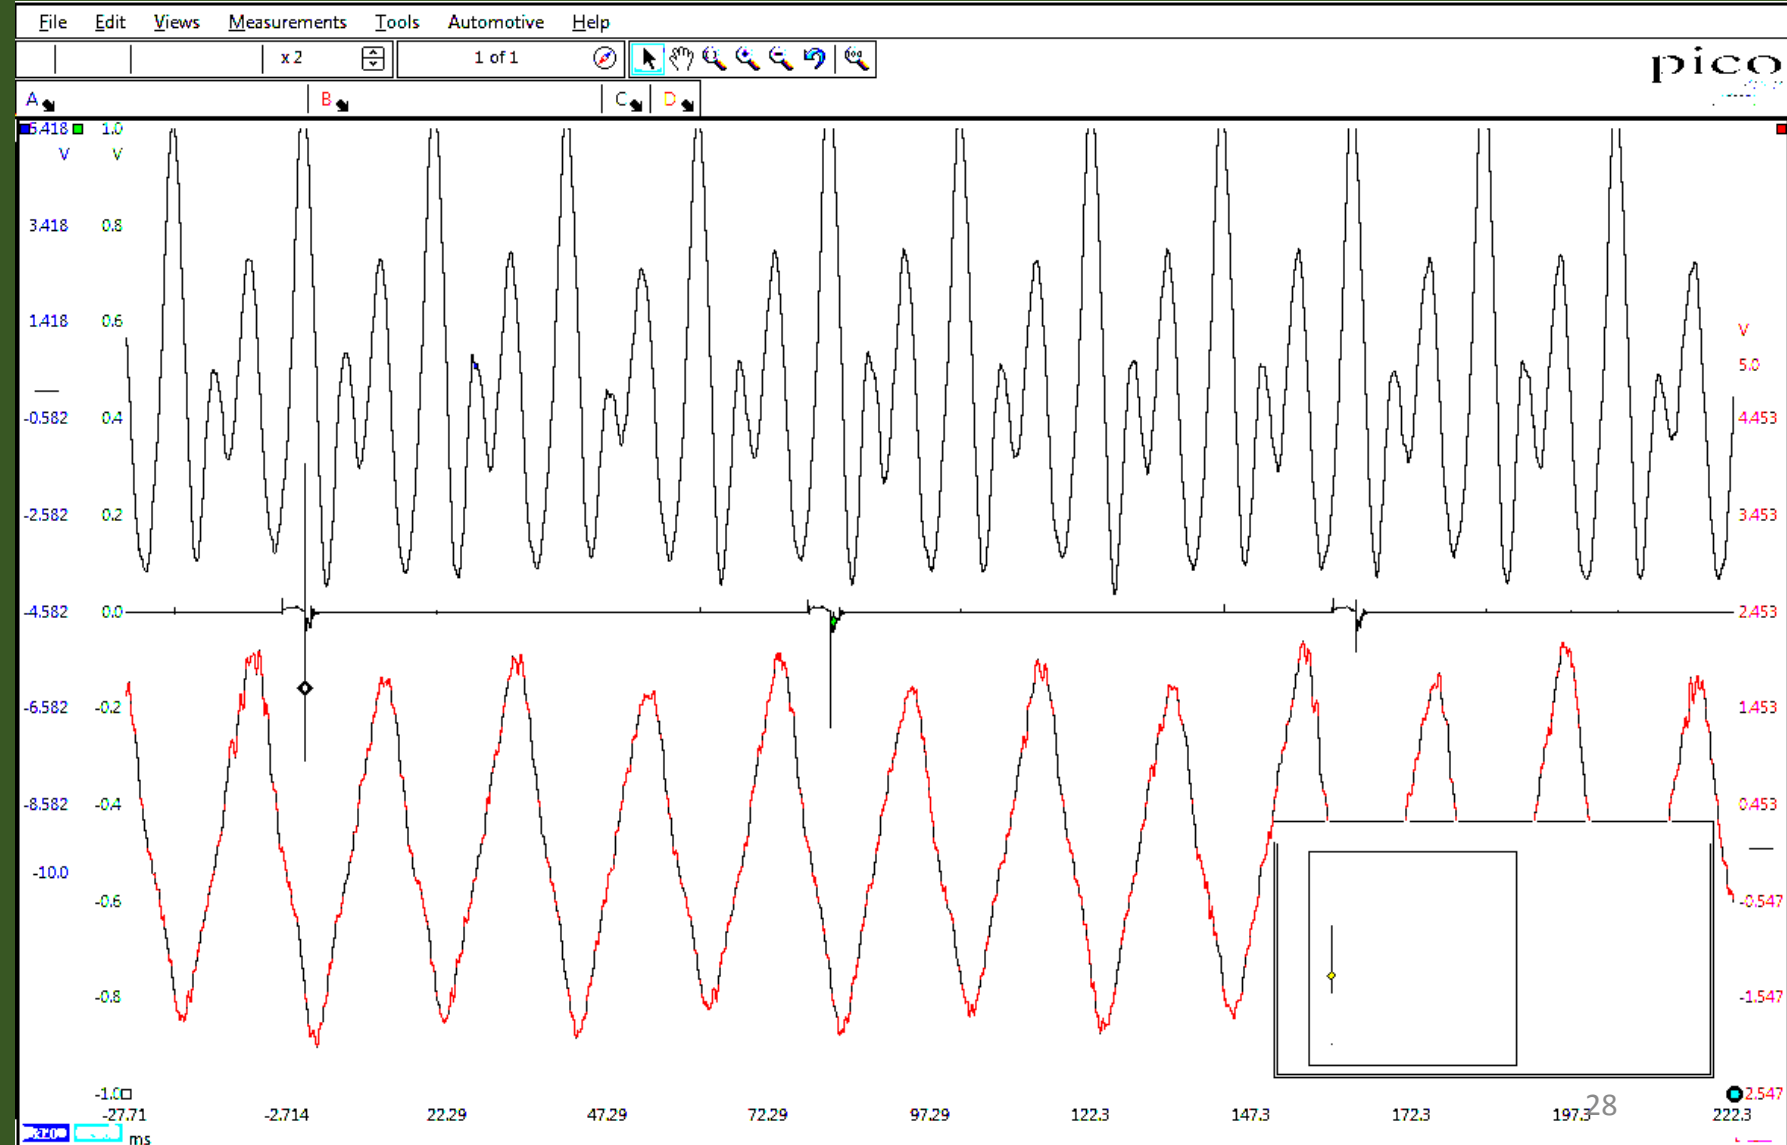 File Edit Views Measurements Tools Automotive Help
x 2 1 of 1
pico
A B C D
5.418 1.0
V V
3.418 0.8
1.418 0.6
V
5.0
-0.582 0.4 4.453
-2.582 0.2 3.453
-4.582 0.0 2.453
-6.582 -0.2 1.453
-8.582 -0.4 0.453
-10.0
-0.6 -0.547
-0.8 -1.547
-1.0 2.547
-27.71 -2.714 22.29 47.29 72.29 97.29 122.3 147.3 172.3 197.3 28 222.3
ms